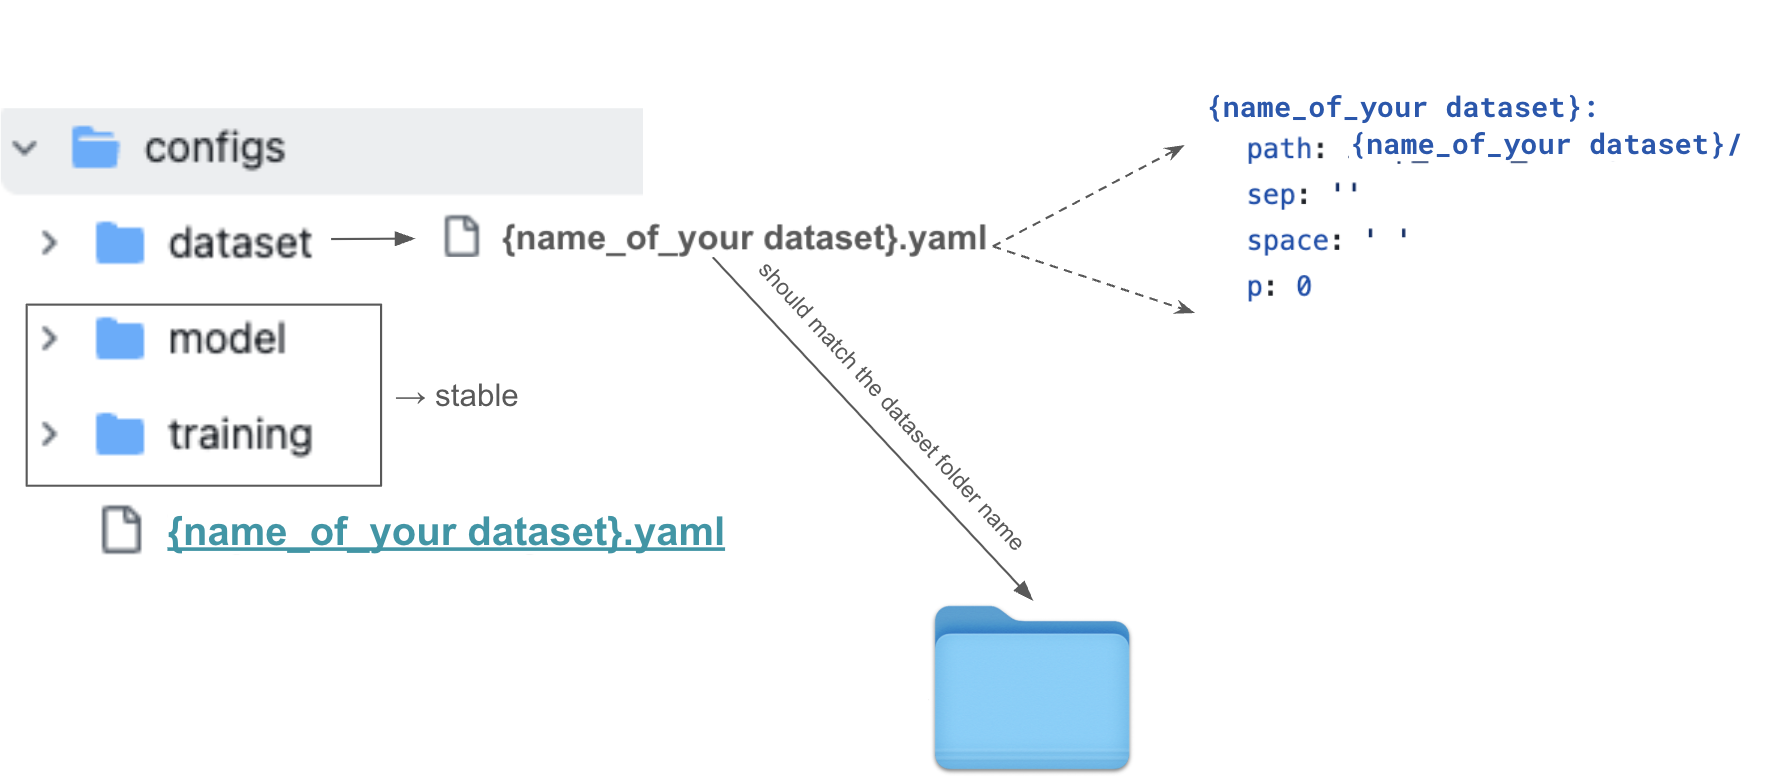 configs
dataset
{name_of_your dataset}.yaml
{name_of_your dataset}:
path: {name_of_your dataset}/
sep: ''
space: ' '
p: 0
should match the dataset folder name
model
training
→ stable
{name_of_your dataset}.yaml